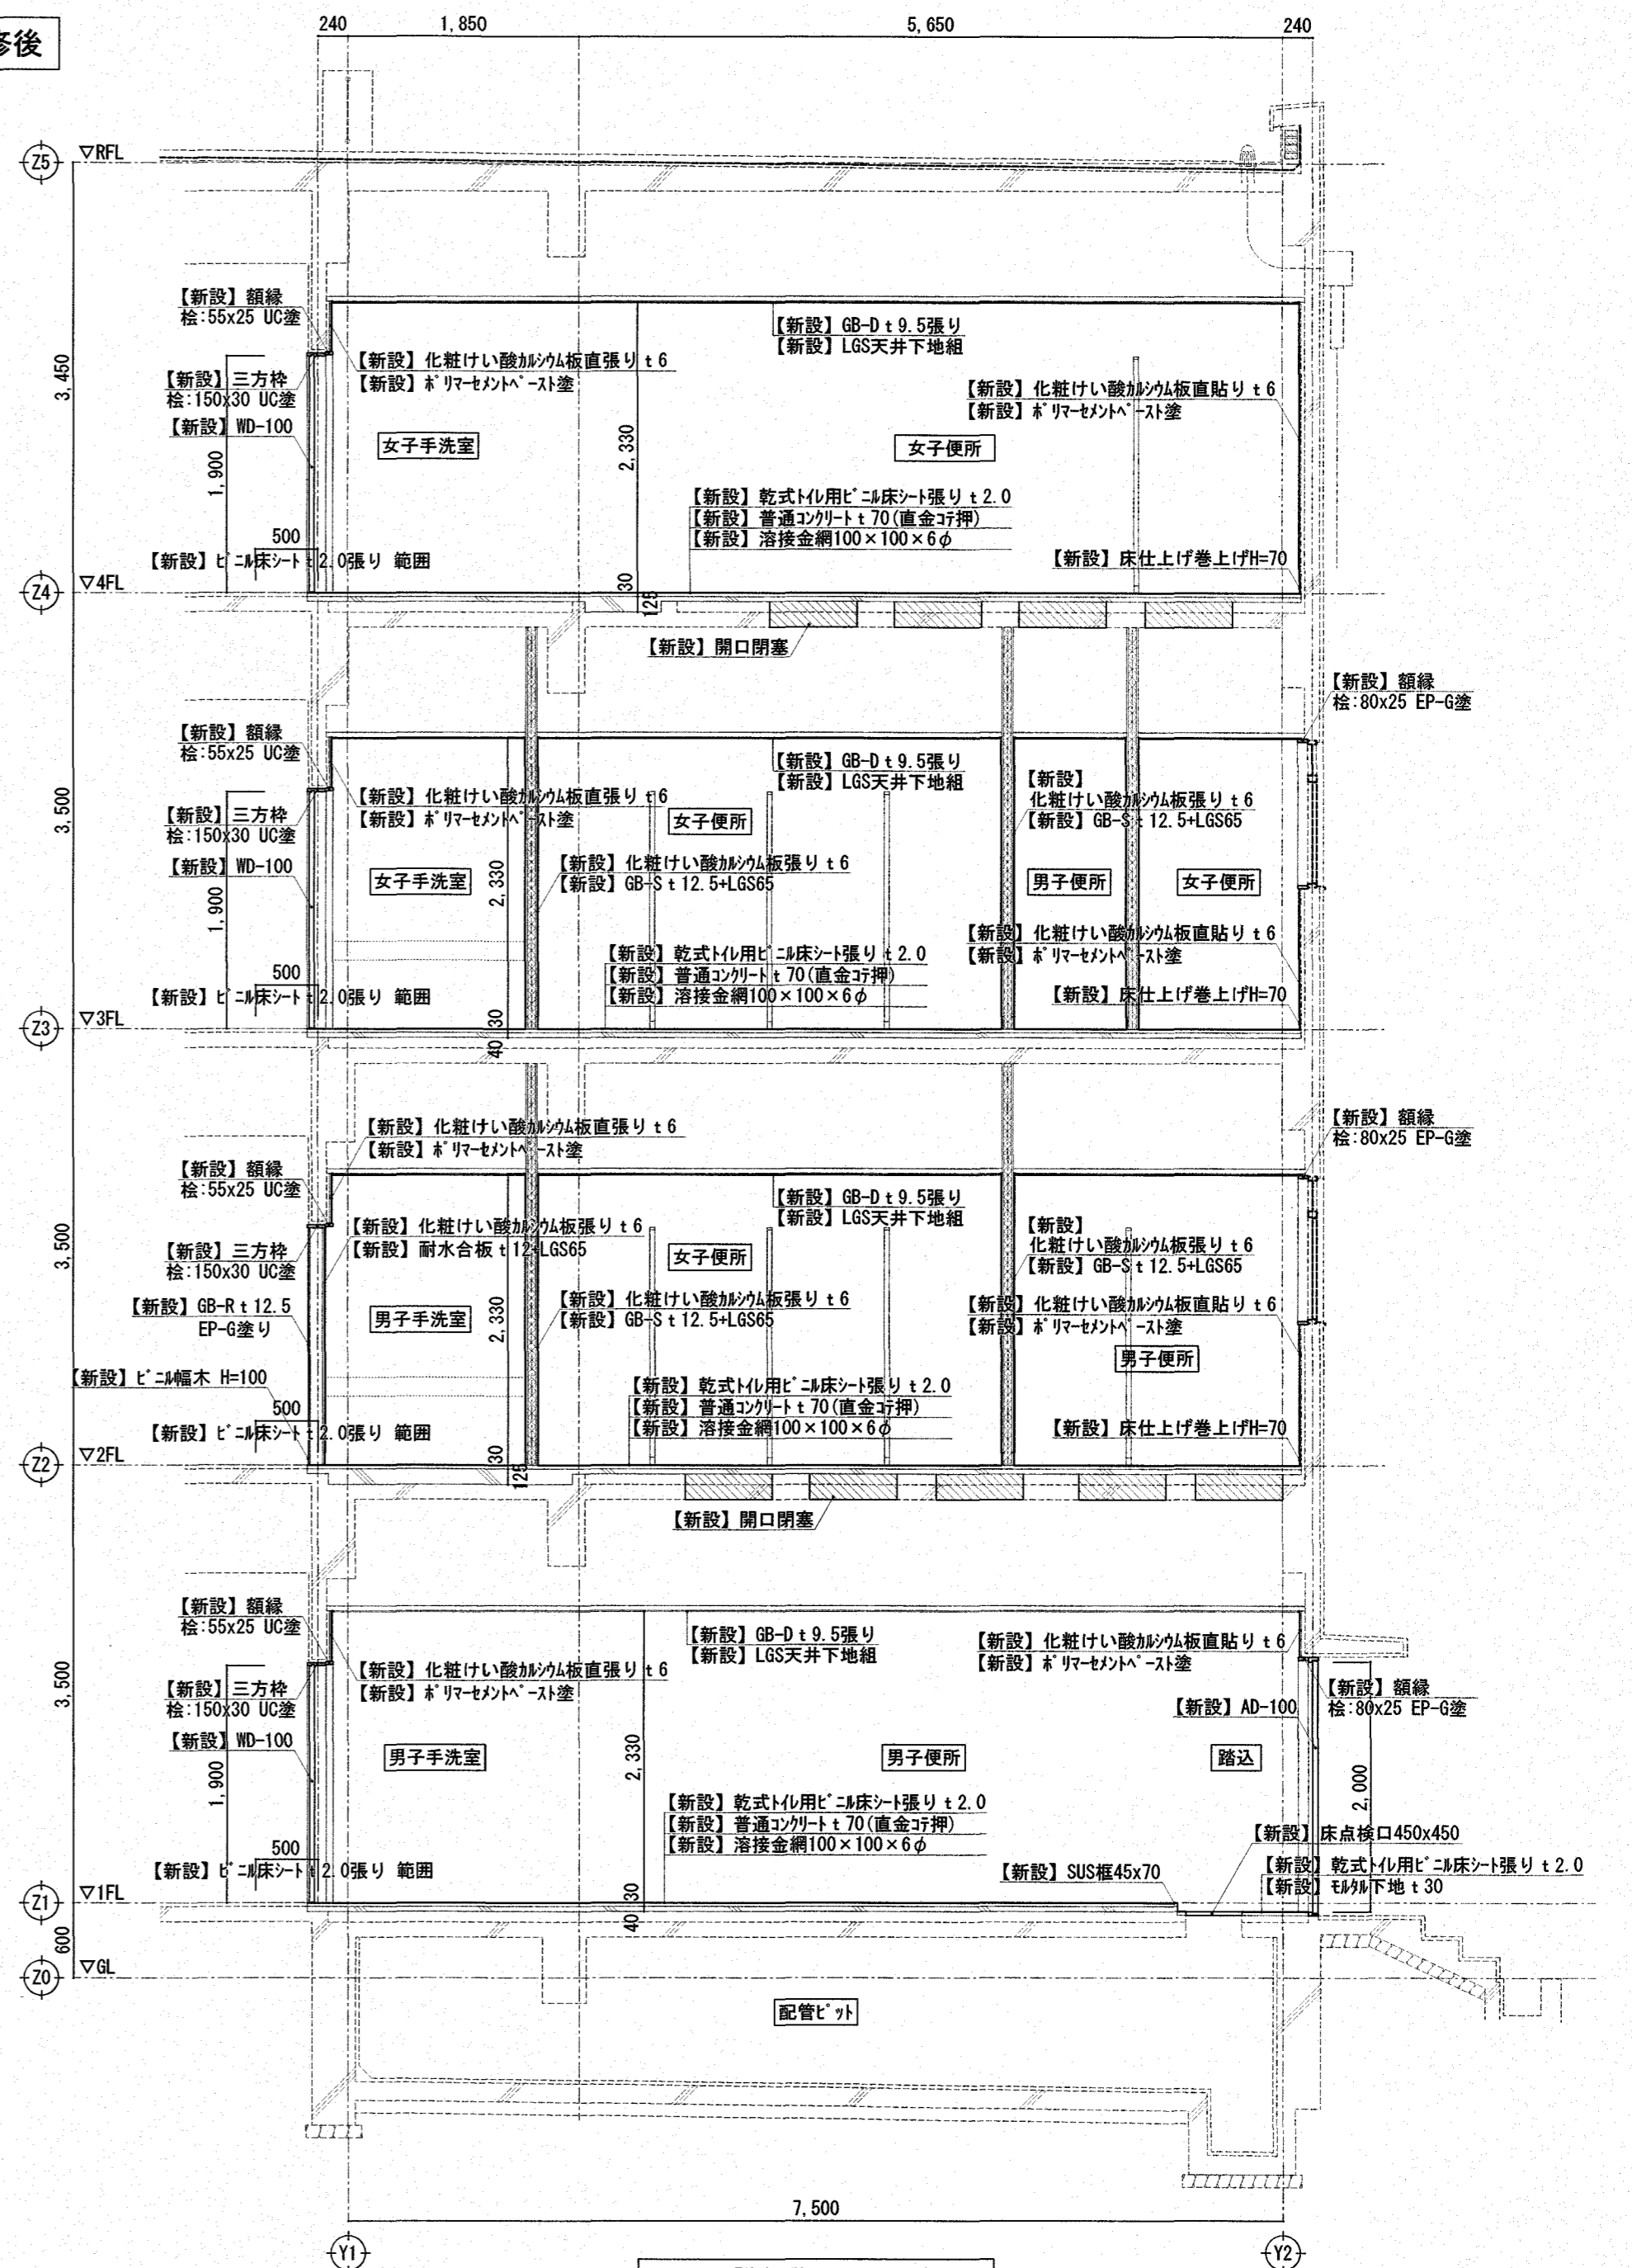 修後
240
1,850
5,650
240
Z5
▽RFL
3,450
【新設】額縁
桧:55x25 UC塗
【新設】三方枠
桧:150x30 UC塗
【新設】WD-100
1,900
500
【新設】ﾋﾞﾆﾙ床ｼｰﾄ t2.0張り 範囲
【新設】化粧けい酸ｶﾙｼｳﾑ板直張り t6
【新設】ﾎﾟﾘﾏｰｾﾒﾝﾄﾍﾟｰｽﾄ塗
女子手洗室
2,330
30
125
【新設】GB-D t9.5張り
【新設】LGS天井下地組
【新設】化粧けい酸ｶﾙｼｳﾑ板直貼り t6
【新設】ﾎﾟﾘﾏｰｾﾒﾝﾄﾍﾟｰｽﾄ塗
女子便所
【新設】乾式ﾄｲﾚ用ﾋﾞﾆﾙ床ｼｰﾄ張り t2.0
【新設】普通ｺﾝｸﾘｰﾄ t70(直金ｺﾃ押)
【新設】溶接金網100×100×6φ
【新設】床仕上げ巻上げH=70
Z4
▽4FL
【新設】開口閉塞
3,500
【新設】額縁
桧:80x25 EP-G塗
【新設】額縁
桧:55x25 UC塗
【新設】三方枠
桧:150x30 UC塗
【新設】WD-100
1,900
500
【新設】ﾋﾞﾆﾙ床ｼｰﾄ t2.0張り 範囲
【新設】化粧けい酸ｶﾙｼｳﾑ板直張り t6
【新設】ﾎﾟﾘﾏｰｾﾒﾝﾄﾍﾟｰｽﾄ塗
女子手洗室
2,330
30
40
【新設】GB-D t9.5張り
【新設】LGS天井下地組
女子便所
【新設】化粧けい酸ｶﾙｼｳﾑ板張り t6
【新設】GB-S t12.5+LGS65
【新設】
化粧けい酸ｶﾙｼｳﾑ板張り t6
【新設】GB-S t12.5+LGS65
男子便所
女子便所
【新設】化粧けい酸ｶﾙｼｳﾑ板直貼り t6
【新設】ﾎﾟﾘﾏｰｾﾒﾝﾄﾍﾟｰｽﾄ塗
【新設】乾式ﾄｲﾚ用ﾋﾞﾆﾙ床ｼｰﾄ張り t2.0
【新設】普通ｺﾝｸﾘｰﾄ t70(直金ｺﾃ押)
【新設】溶接金網100×100×6φ
【新設】床仕上げ巻上げH=70
Z3
▽3FL
3,500
【新設】化粧けい酸ｶﾙｼｳﾑ板直張り t6
【新設】ﾎﾟﾘﾏｰｾﾒﾝﾄﾍﾟｰｽﾄ塗
【新設】額縁
桧:80x25 EP-G塗
【新設】額縁
桧:55x25 UC塗
【新設】三方枠
桧:150x30 UC塗
【新設】GB-R t12.5
EP-G塗り
【新設】ﾋﾞﾆﾙ幅木 H=100
500
【新設】ﾋﾞﾆﾙ床ｼｰﾄ t2.0張り 範囲
【新設】化粧けい酸ｶﾙｼｳﾑ板張り t6
【新設】耐水合板 t12+LGS65
男子手洗室
2,330
30
125
【新設】GB-D t9.5張り
【新設】LGS天井下地組
女子便所
【新設】化粧けい酸ｶﾙｼｳﾑ板張り t6
【新設】GB-S t12.5+LGS65
【新設】
化粧けい酸ｶﾙｼｳﾑ板張り t6
【新設】GB-S t12.5+LGS65
【新設】化粧けい酸ｶﾙｼｳﾑ板直貼り t6
【新設】ﾎﾟﾘﾏｰｾﾒﾝﾄﾍﾟｰｽﾄ塗
男子便所
【新設】乾式ﾄｲﾚ用ﾋﾞﾆﾙ床ｼｰﾄ張り t2.0
【新設】普通ｺﾝｸﾘｰﾄ t70(直金ｺﾃ押)
【新設】溶接金網100×100×6φ
【新設】床仕上げ巻上げH=70
Z2
▽2FL
【新設】開口閉塞
3,500
【新設】額縁
桧:55x25 UC塗
【新設】三方枠
桧:150x30 UC塗
【新設】WD-100
1,900
500
【新設】ﾋﾞﾆﾙ床ｼｰﾄ t2.0張り 範囲
【新設】化粧けい酸ｶﾙｼｳﾑ板直張り t6
【新設】ﾎﾟﾘﾏｰｾﾒﾝﾄﾍﾟｰｽﾄ塗
男子手洗室
2,330
30
40
【新設】GB-D t9.5張り
【新設】LGS天井下地組
【新設】化粧けい酸ｶﾙｼｳﾑ板直貼り t6
【新設】ﾎﾟﾘﾏｰｾﾒﾝﾄﾍﾟｰｽﾄ塗
【新設】額縁
桧:80x25 EP-G塗
【新設】AD-100
男子便所
踏込
2,000
【新設】乾式ﾄｲﾚ用ﾋﾞﾆﾙ床ｼｰﾄ張り t2.0
【新設】普通ｺﾝｸﾘｰﾄ t70(直金ｺﾃ押)
【新設】溶接金網100×100×6φ
【新設】床点検口450x450
【新設】SUS框45x70
【新設】乾式ﾄｲﾚ用ﾋﾞﾆﾙ床ｼｰﾄ張り t2.0
【新設】ﾓﾙﾀﾙ下地 t30
Z1
▽1FL
600
Z0
▽GL
配管ﾋﾟｯﾄ
7,500
Y1
Y2